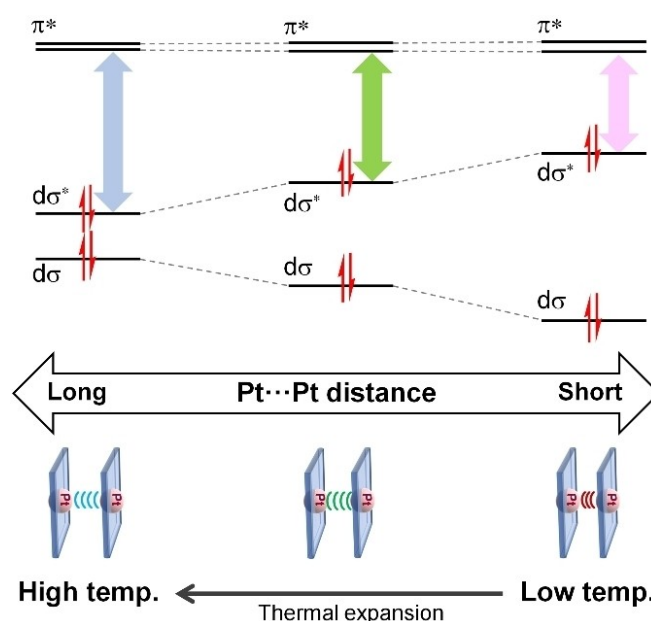 π* π* π*
dσ* dσ* dσ*
dσ dσ dσ
Long Pt···Pt distance Short
Pt Pt Pt Pt Pt Pt
High temp. Low temp.
Thermal expansion